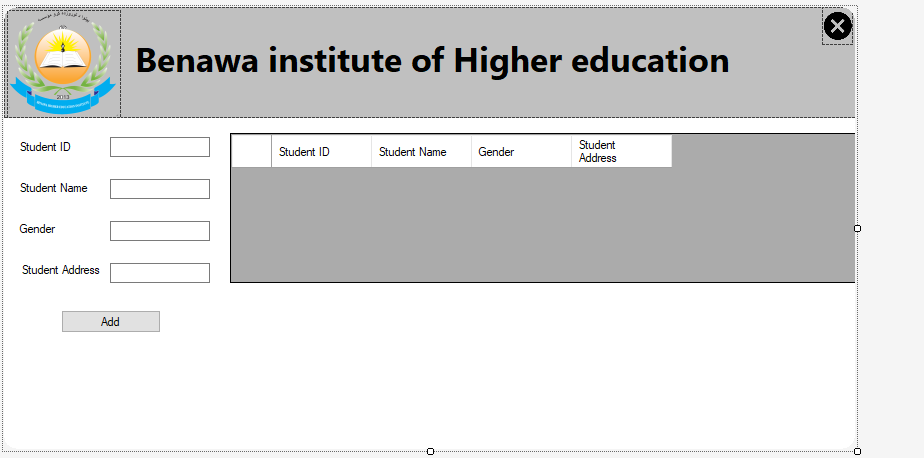 Benawa institute of Higher education
2013
Student ID
Student Name
Gender
Student Address
Add
Student ID
Student Name
Gender
Student
Address